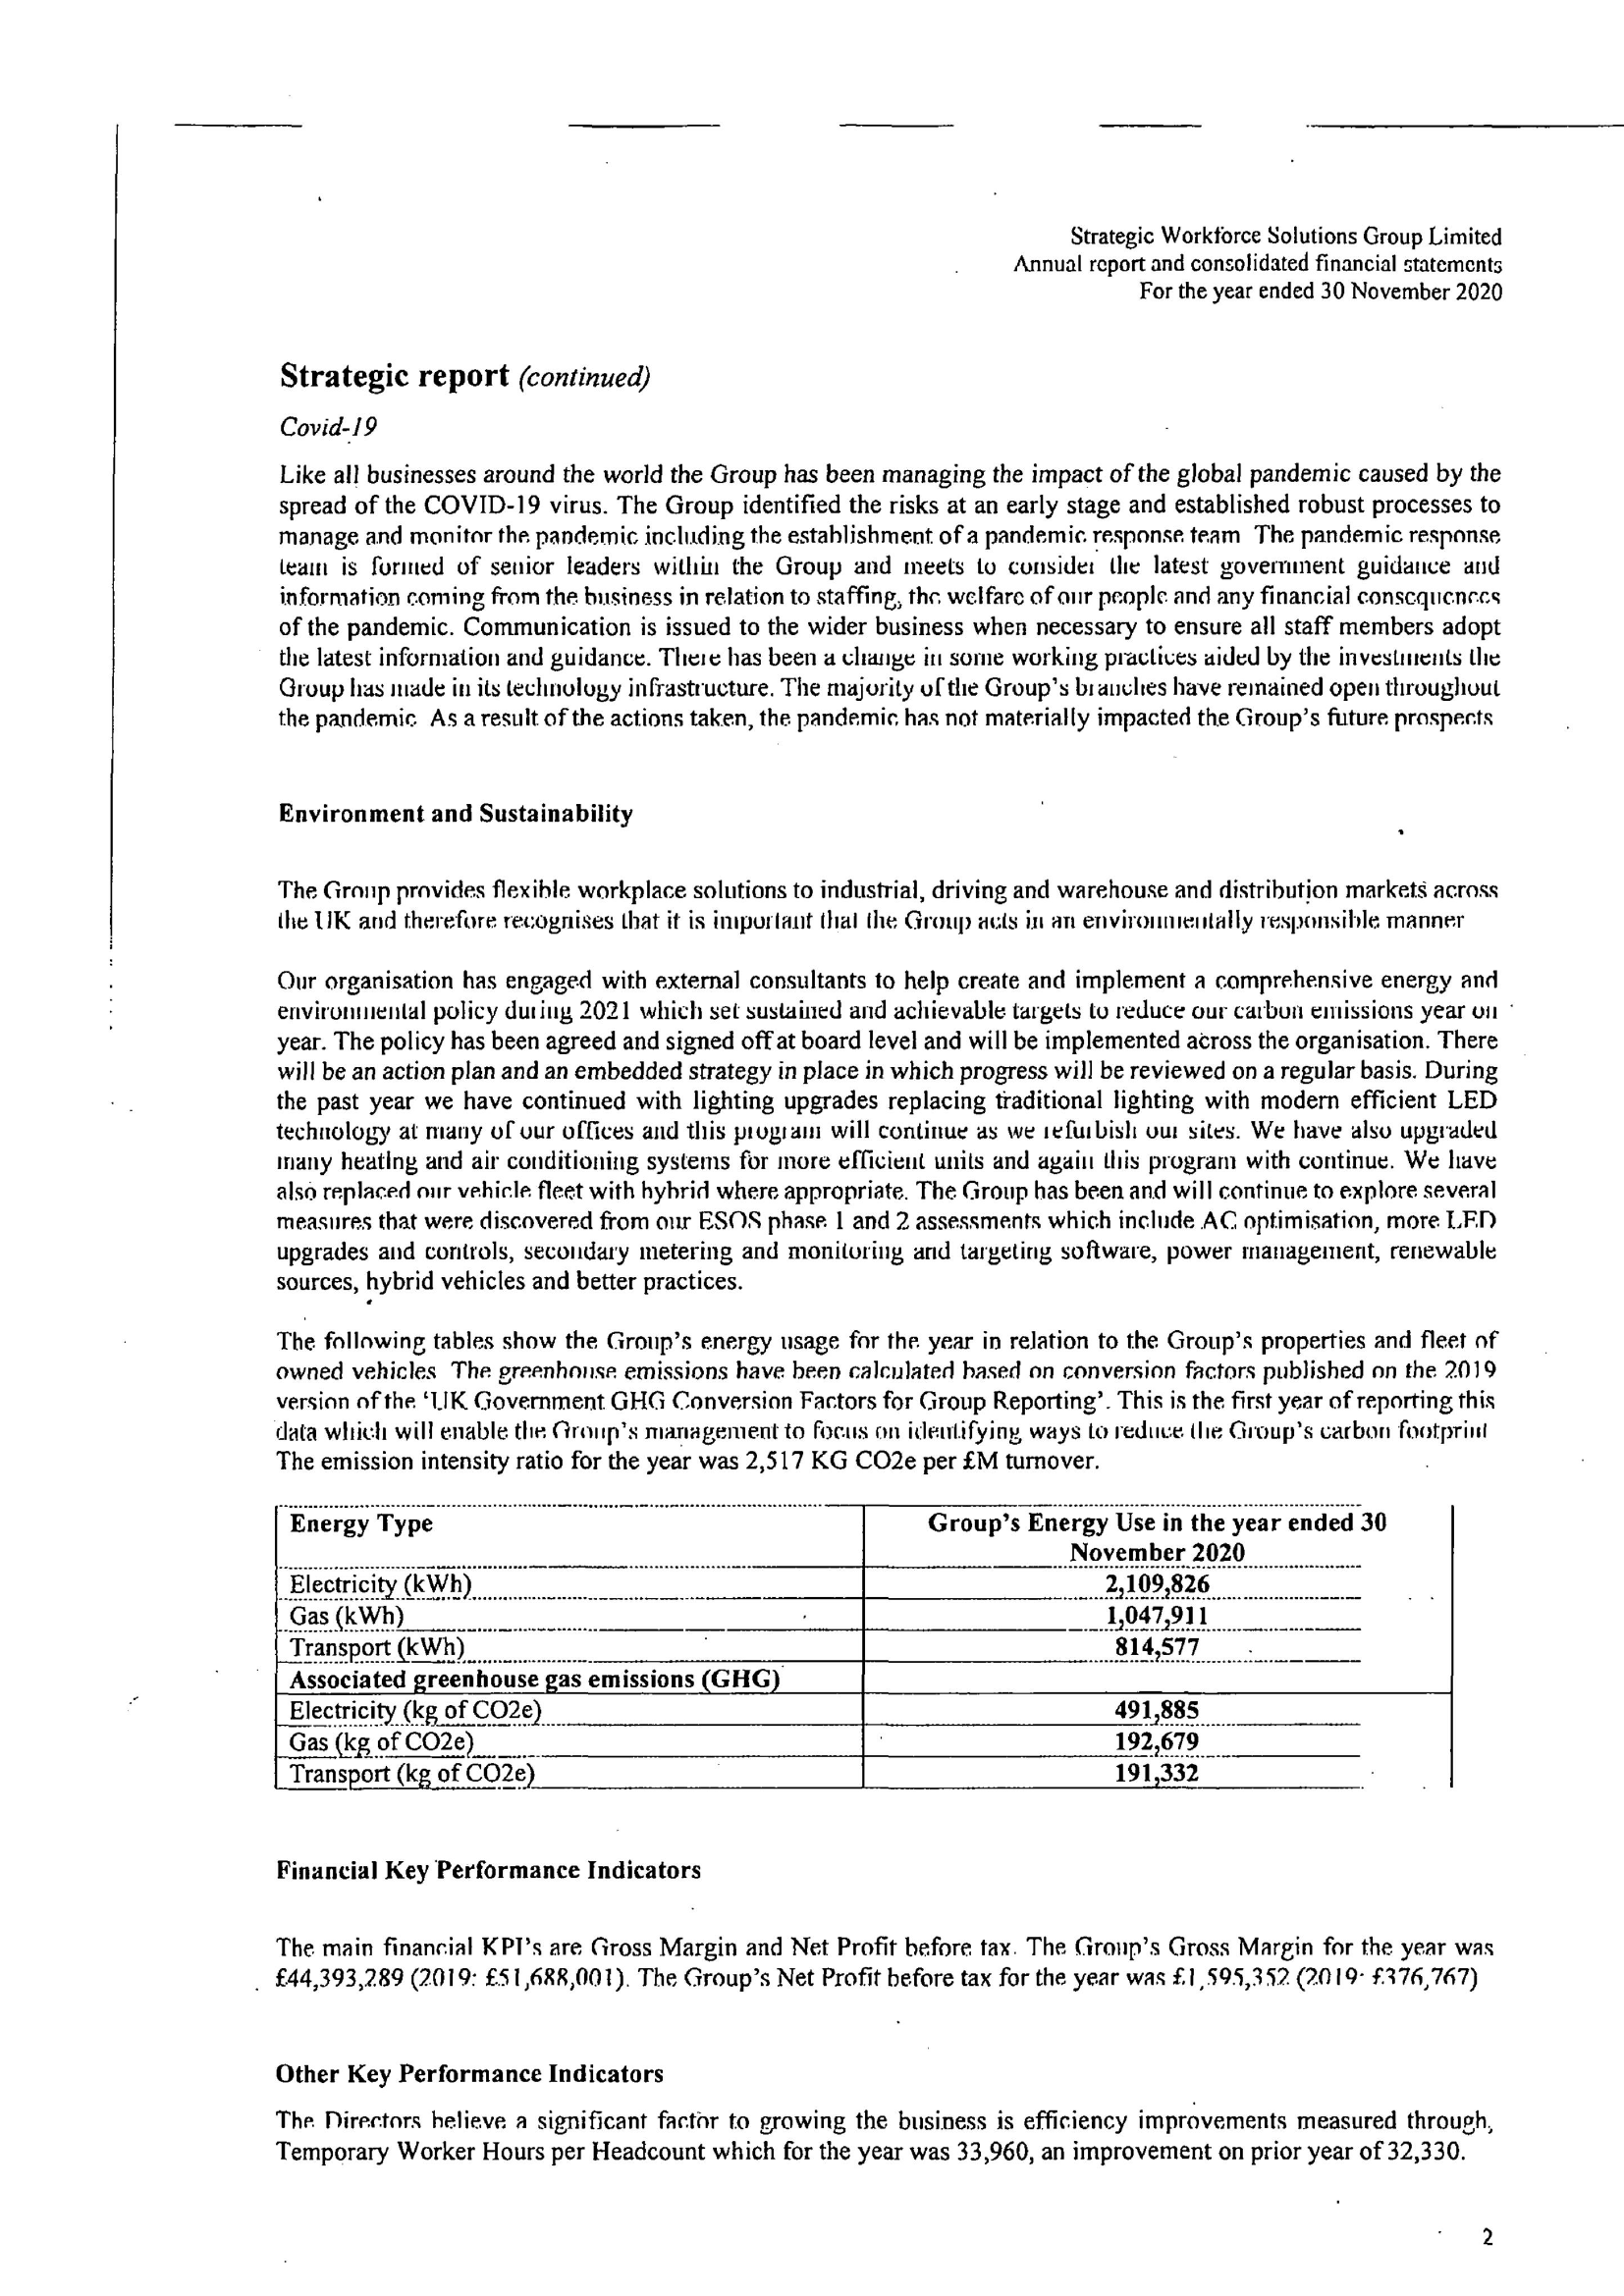 Strategic Workforce Solutions Group Limited
Annual report and consolidated financial statements
For the year ended 30 November 2020
Strategic report (continued)
Covid-19
Like all businesses around the world the Group has been managing the impact of the global pandemic caused by the
spread of the COVID-19 virus. The Group identified the risks at an early stage and established robust processes to
manage and monitor the pandemic including the establishment of a pandemic response team The pandemic response
team is formed of senior leaders within the Group and meets to consider the latest government guidance and
information coming from the business in relation to staffing, the welfare of our people and any financial consequences
of the pandemic. Communication is issued to the wider business when necessary to ensure all staff members adopt
the latest information and guidance. There has been a change in some working practices aided by the investments the
Group has made in its technology infrastructure. The majority of the Group's branches have remained open throughout
the pandemic As a result of the actions taken, the pandemic has not materially impacted the Group's future prospects
Environment and Sustainability
The Group provides flexible workplace solutions to industrial, driving and warehouse and distribution markets across
the UK and therefore recognises that it is important that the Group acts in an environmentally responsible manner
Our organisation has engaged with external consultants to help create and implement a comprehensive energy and
environmental policy during 2021 which set sustained and achievable targets to reduce our carbon emissions year on
year. The policy has been agreed and signed off at board level and will be implemented across the organisation. There
will be an action plan and an embedded strategy in place in which progress will be reviewed on a regular basis. During
the past year we have continued with lighting upgrades replacing traditional lighting with modern efficient LED
technology at many of our offices and this program will continue as we refurbish our sites. We have also upgraded
many heating and air conditioning systems for more efficient units and again this program with continue. We have
also replaced our vehicle fleet with hybrid where appropriate. The Group has been and will continue to explore several
measures that were discovered from our ESOS phase 1 and 2 assessments which include AC optimisation, more LED
upgrades and controls, secondary metering and monitoring and targeting software, power management, renewable
sources, hybrid vehicles and better practices.
The following tables show the Group's energy usage for the year in relation to the Group's properties and fleet of
owned vehicles The greenhouse emissions have been calculated based on conversion factors published on the 2019
version of the 'UK Government GHG Conversion Factors for Group Reporting'. This is the first year of reporting this
data which will enable the Group's management to focus on identifying ways to reduce the Group's carbon footprint
The emission intensity ratio for the year was 2,517 KG CO2e per £M turnover.
Energy Type Group's Energy Use in the year ended 30
November 2020
Electricity (kWh) 2,109,826
Gas (kWh) 1,047,911
Transport (kWh) 814,577
Associated greenhouse gas emissions (GHG)
Electricity (kg of CO2e) 491,885
Gas (kg of CO2e) 192,679
Transport (kg of CO2e) 191,332
Financial Key Performance Indicators
The main financial KPI's are Gross Margin and Net Profit before tax. The Group's Gross Margin for the year was
£44,393,289 (2019: £51,688,001). The Group's Net Profit before tax for the year was £1,595,352 (2019: £376,767)
Other Key Performance Indicators
The Directors believe a significant factor to growing the business is efficiency improvements measured through,
Temporary Worker Hours per Headcount which for the year was 33,960, an improvement on prior year of 32,330.
2